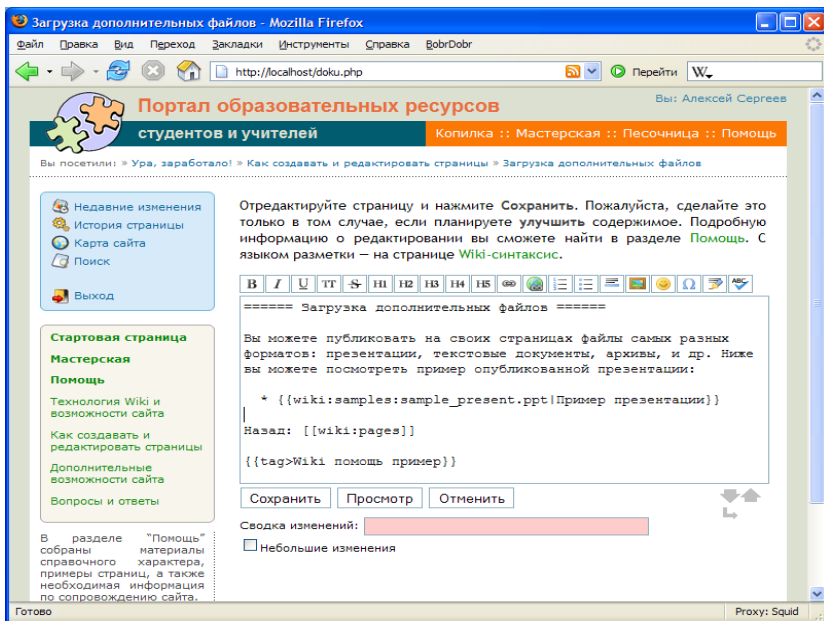 Загрузка дополнительных файлов - Mozilla Firefox
Файл Правка Вид Переход Закладки Инструменты Справка BobrDobr
http://localhost/doku.php Перейти W
Портал образовательных ресурсов
Вы: Алексей Сергеев
студентов и учителей
Копилка :: Мастерская :: Песочница :: Помощь
Вы посетили: » Ура, заработало! » Как создавать и редактировать страницы » Загрузка дополнительных файлов
Недавние изменения
История страницы
Карта сайта
Поиск
Выход
Стартовая страница
Мастерская
Помощь
Технология Wiki и
возможности сайта
Как создавать и
редактировать страницы
Дополнительные
возможности сайта
Вопросы и ответы
В разделе "Помощь"
собраны материалы
справочного характера,
примеры страниц, а также
необходимая информация
по сопровождению сайта.
Отредактируйте страницу и нажмите Сохранить. Пожалуйста, сделайте это
только в том случае, если планируете улучшить содержимое. Подробную
информацию о редактировании вы сможете найти в разделе Помощь. С
языком разметки — на странице Wiki-синтаксис.
B I U TT S H1 H2 H3 H4 H5 Ω ABC
====== Загрузка дополнительных файлов ======
Вы можете публиковать на своих страницах файлы самых разных
форматов: презентации, текстовые документы, архивы, и др. Ниже
вы можете посмотреть пример опубликованной презентации:
* {{wiki:samples:sample_present.ppt|Пример презентации}}
Назад: [[wiki:pages]]
{{tag>Wiki помощь пример}}
Сохранить Просмотр Отменить
Сводка изменений:
Небольшие изменения
Готово
Proxy: Squid